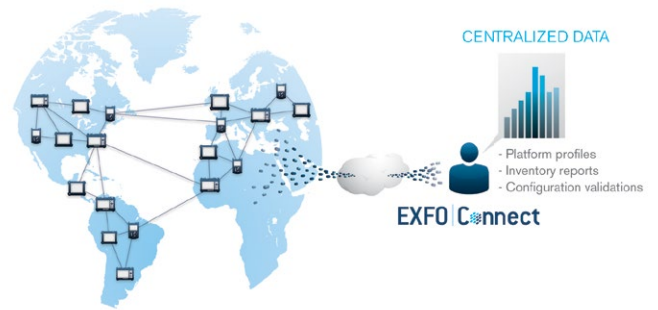 CENTRALIZED DATA
- Platform profiles
- Inventory reports
- Configuration validations
EXFO Connect